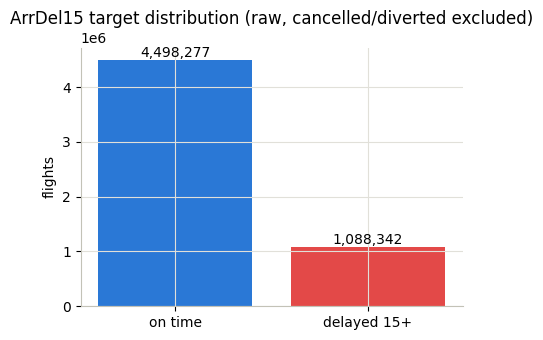 ArrDel15 target distribution (raw, cancelled/diverted excluded)
1e6
4,498,277
4
3
flights
2
1,088,342
1
0
on time
delayed 15+